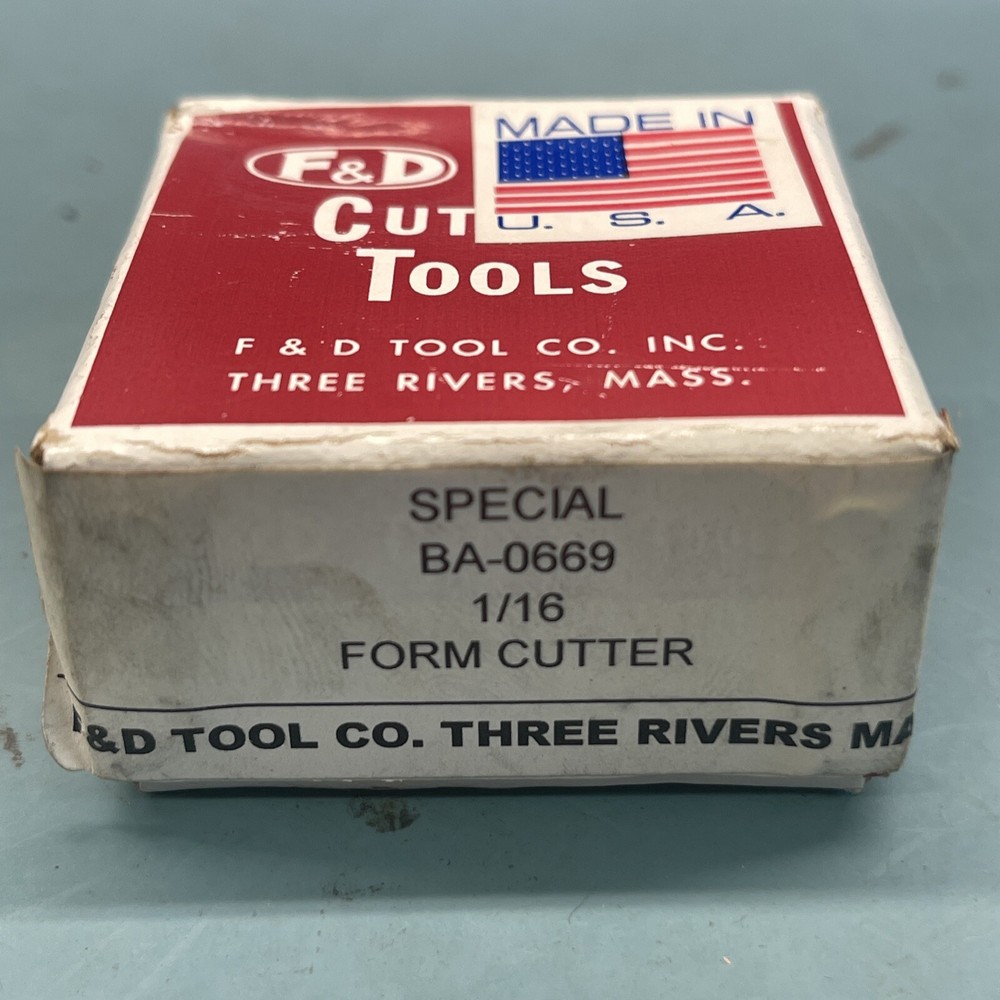 F&D
MADE IN
U. S. A.
CUT
TOOLS
F & D TOOL CO. INC.
THREE RIVERS, MASS.
SPECIAL
BA-0669
1/16
FORM CUTTER
&D TOOL CO. THREE RIVERS MA